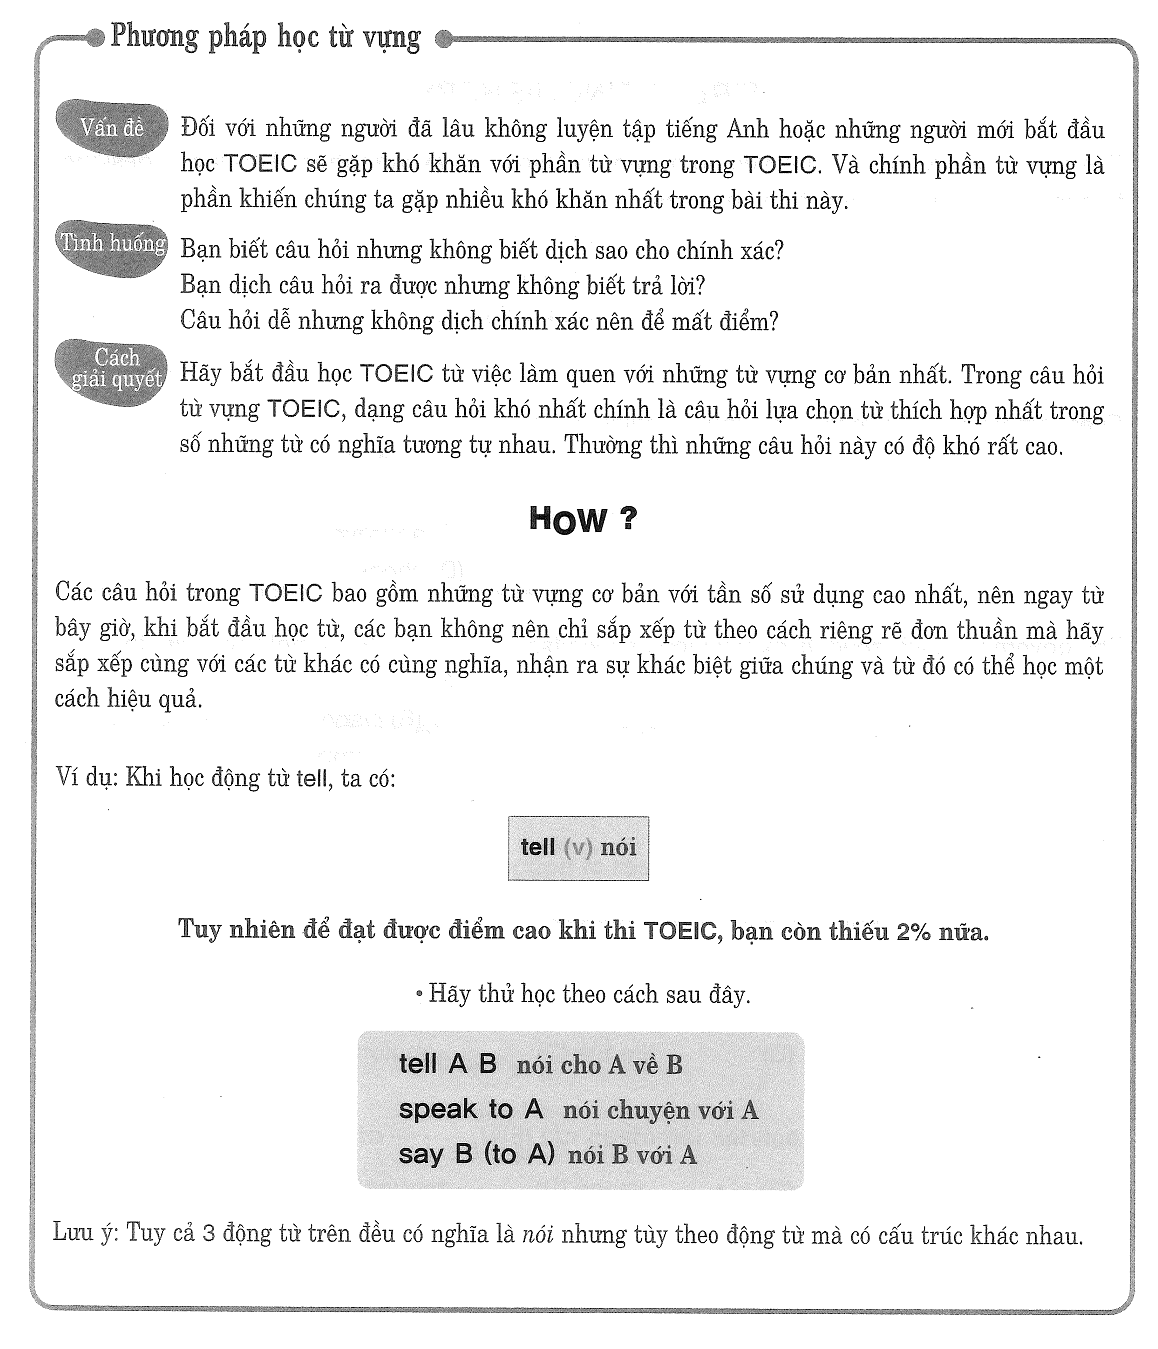 Phương pháp học từ vựng
Vấn đề
Đối với những người đã lâu không luyện tập tiếng Anh hoặc những người mới bắt đầu
học TOEIC sẽ gặp khó khăn với phần từ vựng trong TOEIC. Và chính phần từ vựng là
phần khiến chúng ta gặp nhiều khó khăn nhất trong bài thi này.
Tình huống
Bạn biết câu hỏi nhưng không biết dịch sao cho chính xác?
Bạn dịch câu hỏi ra được nhưng không biết trả lời?
Câu hỏi dễ nhưng không dịch chính xác nên để mất điểm?
Cách
giải quyết
Hãy bắt đầu học TOEIC từ việc làm quen với những từ vựng cơ bản nhất. Trong câu hỏi
từ vựng TOEIC, dạng câu hỏi khó nhất chính là câu hỏi lựa chọn từ thích hợp nhất trong
số những từ có nghĩa tương tự nhau. Thường thì những câu hỏi này có độ khó rất cao.
How ?
Các câu hỏi trong TOEIC bao gồm những từ vựng cơ bản với tần số sử dụng cao nhất, nên ngay từ
bây giờ, khi bắt đầu học từ, các bạn không nên chỉ sắp xếp từ theo cách riêng rẽ đơn thuần mà hãy
sắp xếp cùng với các từ khác có cùng nghĩa, nhận ra sự khác biệt giữa chúng và từ đó có thể học một
cách hiệu quả.
Ví dụ: Khi học động từ tell, ta có:
tell (v) nói
Tuy nhiên để đạt được điểm cao khi thi TOEIC, bạn còn thiếu 2% nữa.
• Hãy thử học theo cách sau đây.
tell A B nói cho A về B
speak to A nói chuyện với A
say B (to A) nói B với A
Lưu ý: Tuy cả 3 động từ trên đều có nghĩa là nói nhưng tùy theo động từ mà có cấu trúc khác nhau.